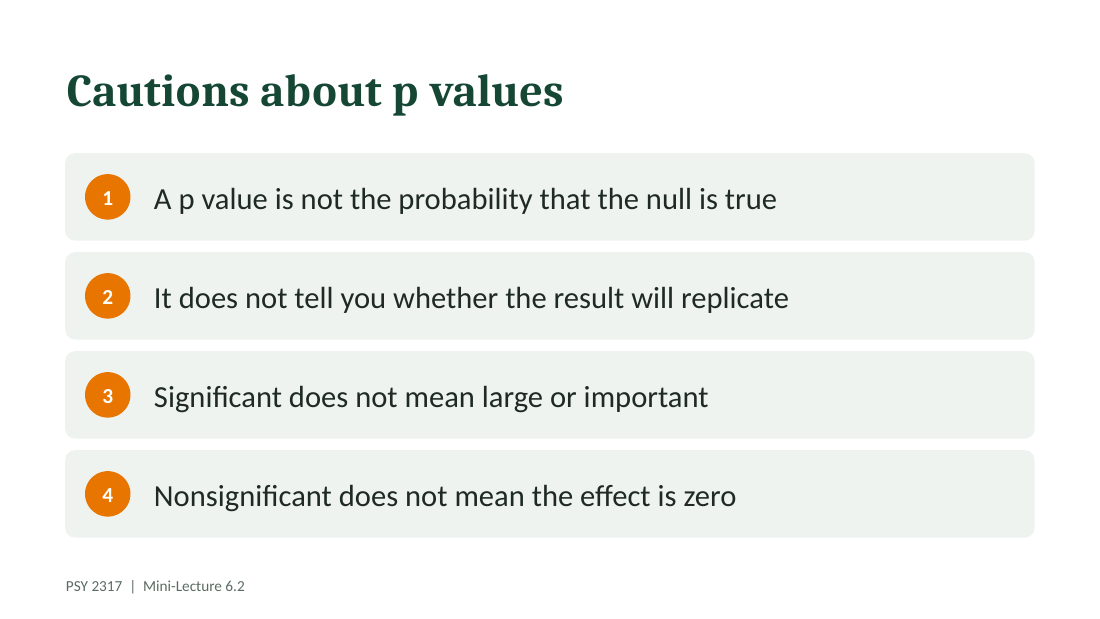 Cautions about p values
1 A p value is not the probability that the null is true
2 It does not tell you whether the result will replicate
3 Significant does not mean large or important
4 Nonsignificant does not mean the effect is zero
PSY 2317 | Mini-Lecture 6.2